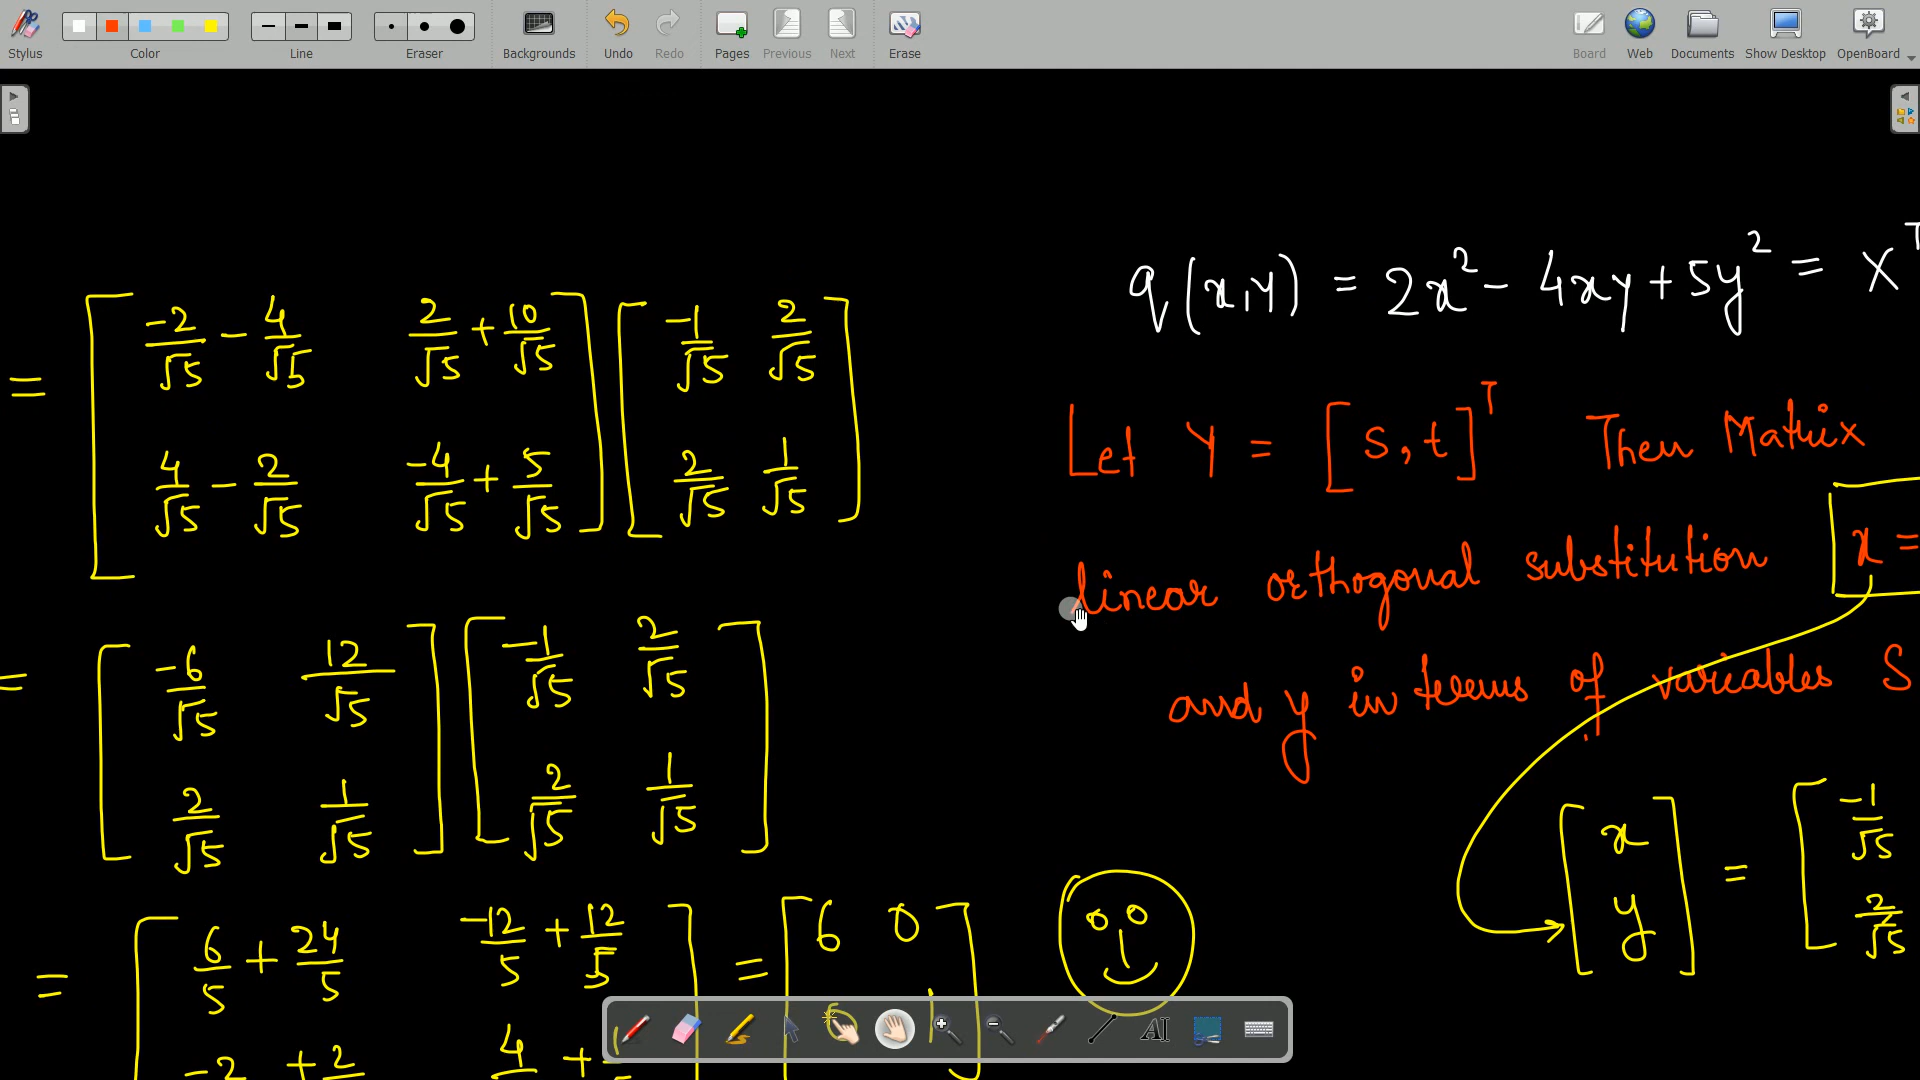 Stylus Color Line Eraser Backgrounds Undo Redo Pages Previous Next Erase Board Web Documents Show Desktop OpenBoard
q(x,y) = 2x² - 4xy + 5y² = X^T
= [ -2/√5 - 4/√5   2/√5 + 10/√5 ] [ -1/√5   2/√5 ]
[ 4/√5 - 2/√5   -4/√5 + 5/√5 ] [ 2/√5   1/√5 ]
= [ -6/√5   12/√5 ] [ -1/√5   2/√5 ]
[ 2/√5   1/√5 ] [ 2/√5   1/√5 ]
= [ 6/5 + 24/5   -12/5 + 12/5 ] = [ 6 0
-2 + 2   4 +
1
Let Y = [s, t]^T Then Matrix
linear orthogonal substitution x =
and y in terms of variables S
[ x ] = [ -1/√5
[ y ] 2/√5
AI